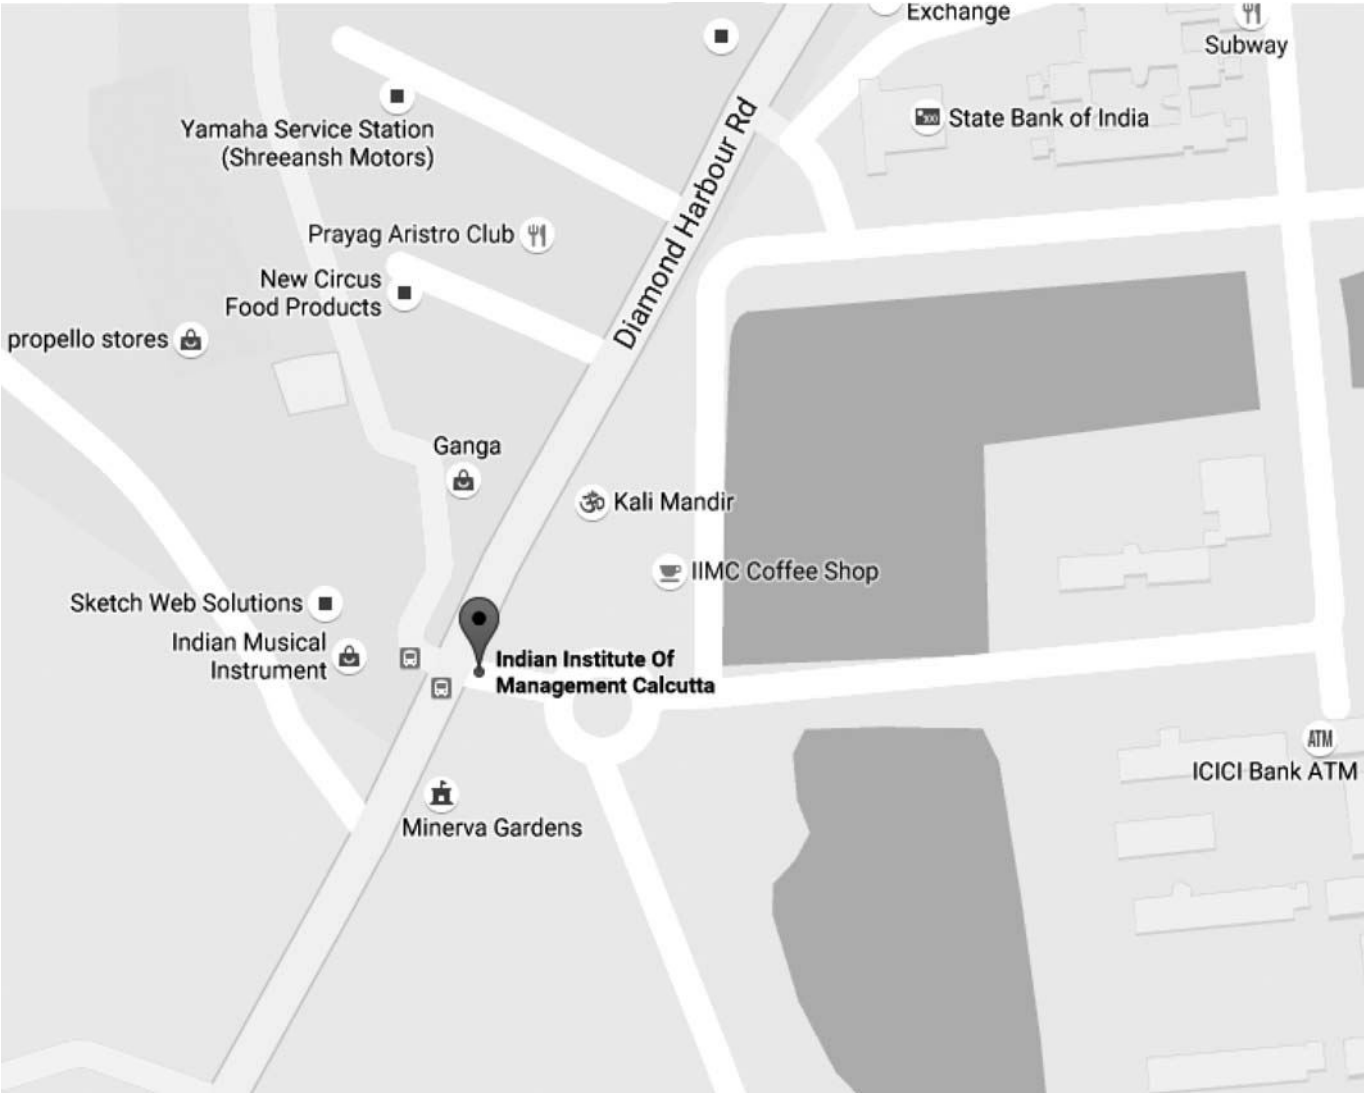 Exchange
Subway
State Bank of India
Yamaha Service Station
(Shreeansh Motors)
Diamond Harbour Rd
Prayag Aristro Club
New Circus
Food Products
propello stores
Ganga
ॐ
Kali Mandir
IIMC Coffee Shop
Sketch Web Solutions
Indian Musical
Instrument
Indian Institute Of
Management Calcutta
ATM
ICICI Bank ATM
Minerva Gardens